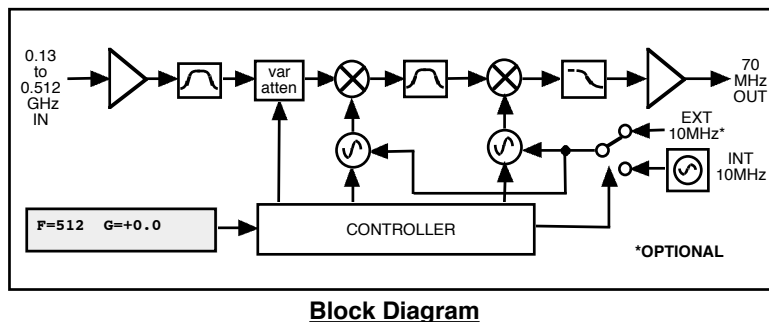 0.13
to
0.512
GHz
IN
var
atten
70
MHz
OUT
EXT
10MHz*
INT
10MHz
F=512 G=+0.0
CONTROLLER
*OPTIONAL
Block Diagram